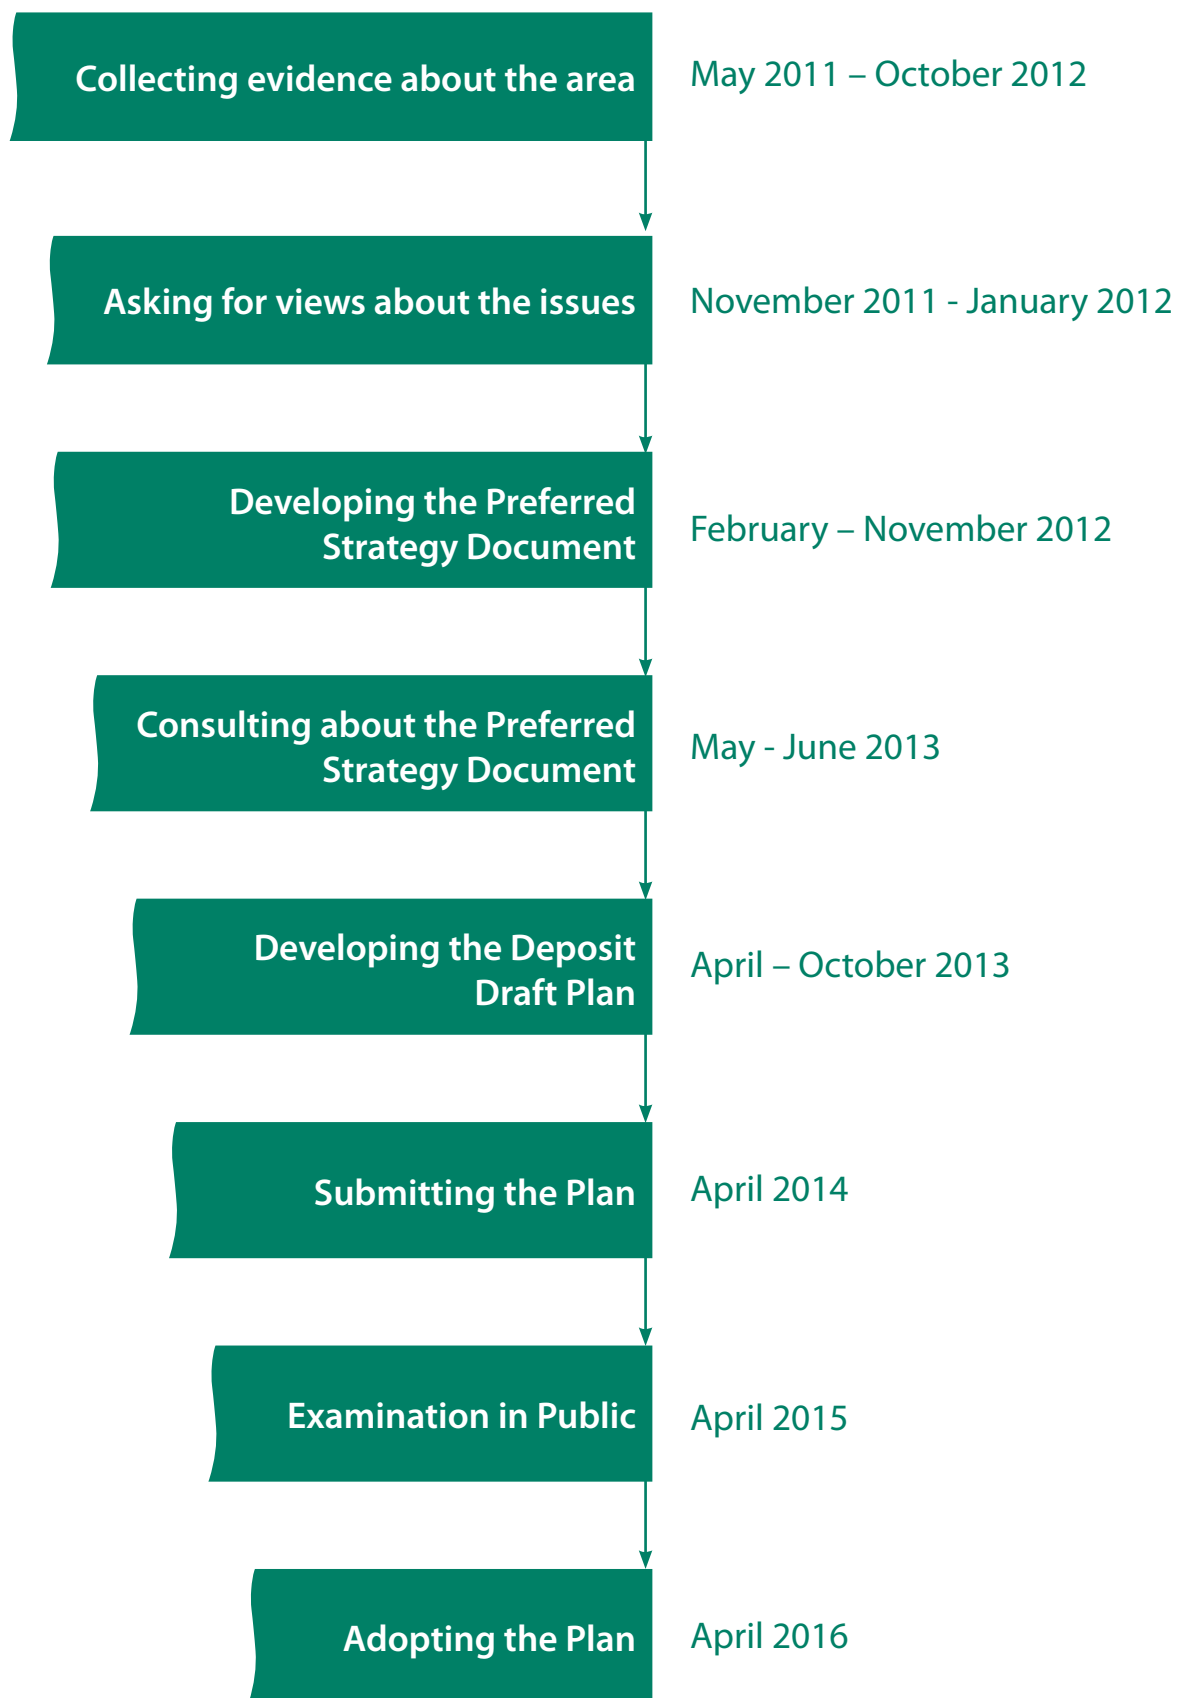 Collecting evidence about the area
May 2011 – October 2012
Asking for views about the issues
November 2011 - January 2012
Developing the Preferred
Strategy Document
February – November 2012
Consulting about the Preferred
Strategy Document
May - June 2013
Developing the Deposit
Draft Plan
April – October 2013
Submitting the Plan
April 2014
Examination in Public
April 2015
Adopting the Plan
April 2016